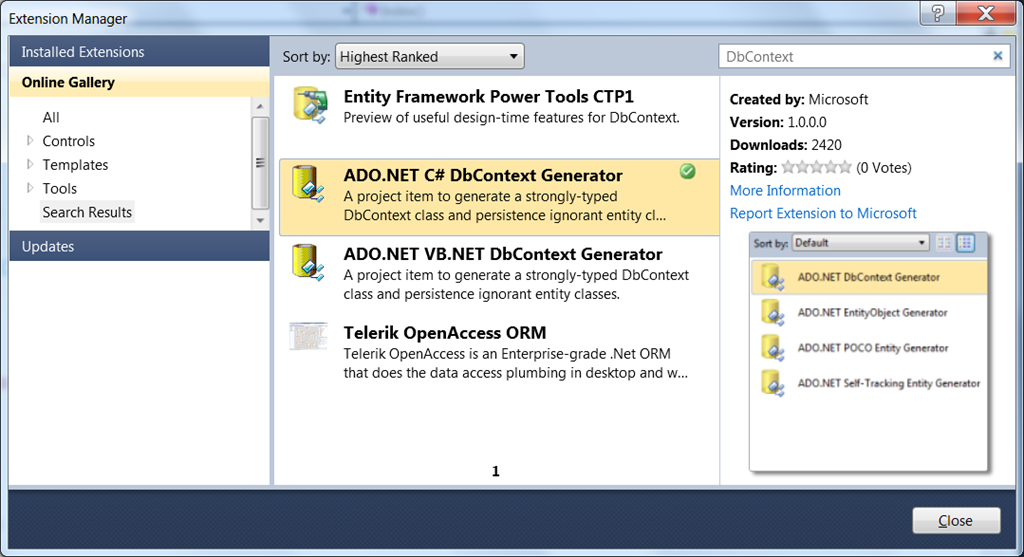 Extension Manager
?
X
Installed Extensions
Online Gallery
All
Controls
Templates
Tools
Search Results
Updates
Sort by: Highest Ranked
DbContext
Entity Framework Power Tools CTP1
Preview of useful design-time features for DbContext.
ADO.NET C# DbContext Generator
A project item to generate a strongly-typed
DbContext class and persistence ignorant entity cl...
ADO.NET VB.NET DbContext Generator
A project item to generate a strongly-typed DbContext
class and persistence ignorant entity classes.
Telerik OpenAccess ORM
Telerik OpenAccess is an Enterprise-grade .Net ORM
that does the data access plumbing in desktop and w...
1
Created by: Microsoft
Version: 1.0.0.0
Downloads: 2420
Rating: (0 Votes)
More Information
Report Extension to Microsoft
Sort by: Default
ADO.NET DbContext Generator
ADO.NET EntityObject Generator
ADO.NET POCO Entity Generator
ADO.NET Self-Tracking Entity Generator
Close